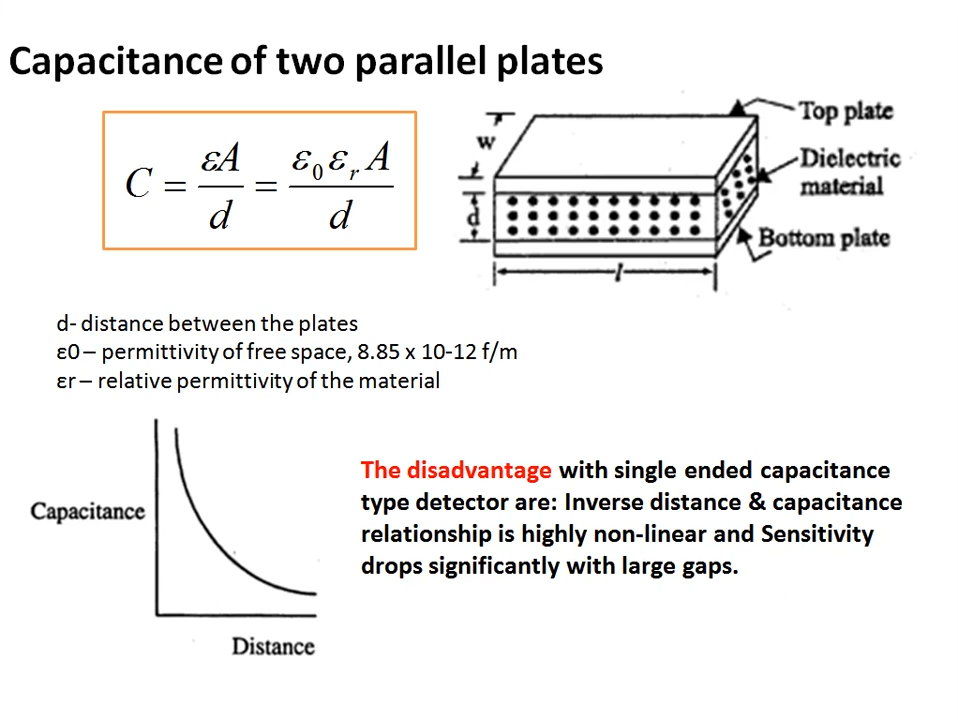 Capacitance of two parallel plates
C = εA/d = ε₀εᵣA/d
Top plate
w
Dielectric
material
d
Bottom plate
l
d- distance between the plates
ε0 – permittivity of free space, 8.85 x 10-12 f/m
εr – relative permittivity of the material
Capacitance
Distance
The disadvantage with single ended capacitance
type detector are: Inverse distance & capacitance
relationship is highly non-linear and Sensitivity
drops significantly with large gaps.